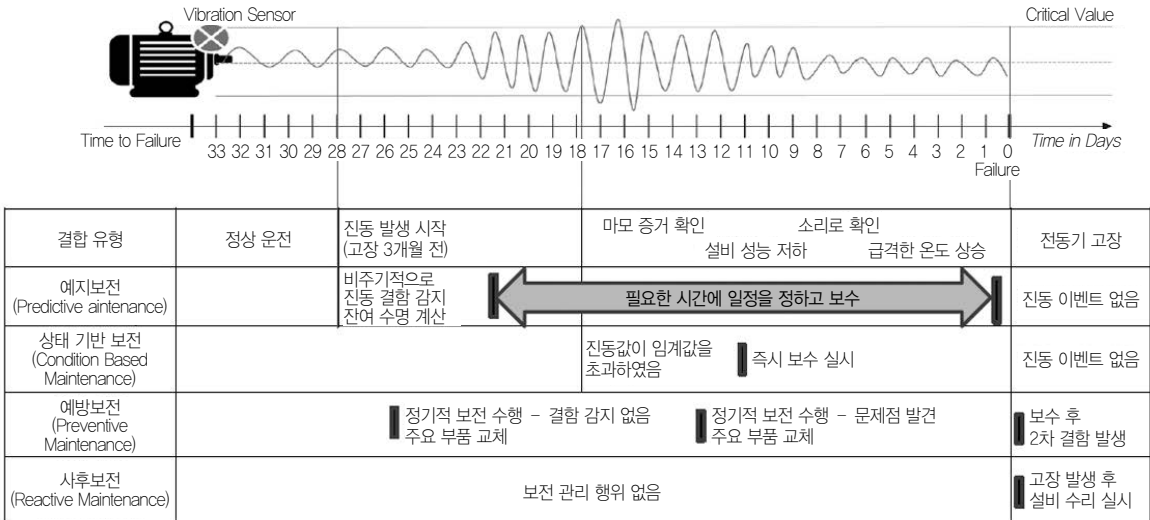 Vibration Sensor
Critical Value
Time to Failure
33 32 31 30 29 28 27 26 25 24 23 22 21 20 19 18 17 16 15 14 13 12 11 10 9 8 7 6 5 4 3 2 1 0
Time in Days
Failure
결합 유형
정상 운전
진동 발생 시작
(고장 3개월 전)
마모 증거 확인
소리로 확인
설비 성능 저하
급격한 온도 상승
전동기 고장
예지보전
(Predictive aintenance)
비주기적으로
진동 결함 감지
잔여 수명 계산
필요한 시간에 일정을 정하고 보수
진동 이벤트 없음
상태 기반 보전
(Condition Based
Maintenance)
진동값이 임계값을
초과하였음
즉시 보수 실시
진동 이벤트 없음
예방보전
(Preventive
Maintenance)
정기적 보전 수행 - 결함 감지 없음
주요 부품 교체
정기적 보전 수행 - 문제점 발견
주요 부품 교체
보수 후
2차 결함 발생
사후보전
(Reactive Maintenance)
보전 관리 행위 없음
고장 발생 후
설비 수리 실시